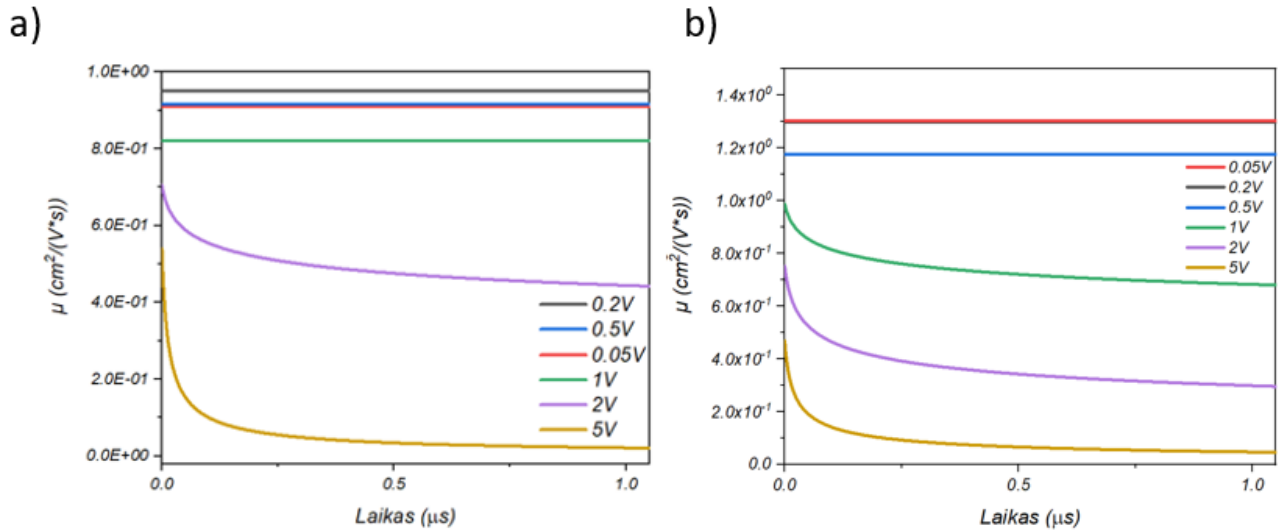 a)
1.0E+00
8.0E-01
6.0E-01
4.0E-01
2.0E-01
0.0E+00
μ (cm²/(V*s))
0.0
0.5
1.0
Laikas (μs)
0.2V
0.5V
0.05V
1V
2V
5V
b)
1.4x10⁰
1.2x10⁰
1.0x10⁰
8.0x10⁻¹
6.0x10⁻¹
4.0x10⁻¹
2.0x10⁻¹
0.0
μ (cm²/(V*s))
0.0
0.5
1.0
Laikas (μs)
0.05V
0.2V
0.5V
1V
2V
5V